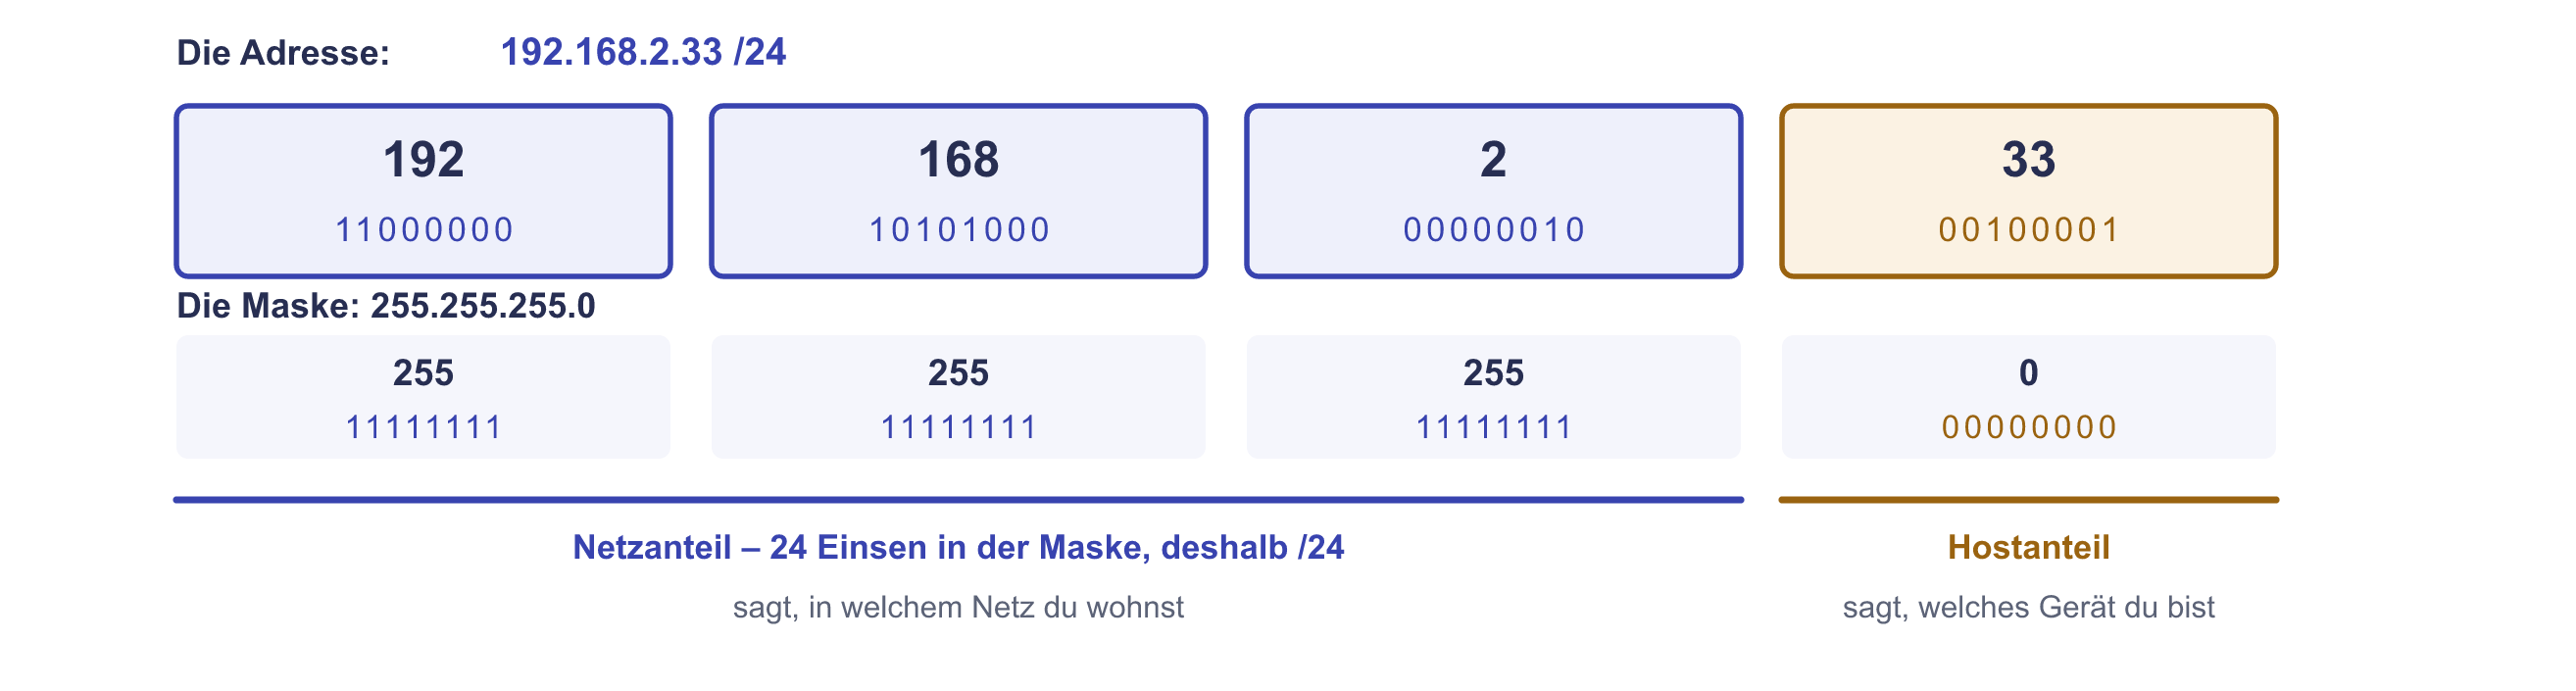 Die Adresse: 192.168.2.33 /24
192 168 2 33
11000000 10101000 00000010 00100001
Die Maske: 255.255.255.0
255 255 255 0
11111111 11111111 11111111 00000000
Netzanteil – 24 Einsen in der Maske, deshalb /24 Hostanteil
sagt, in welchem Netz du wohnst sagt, welches Gerät du bist